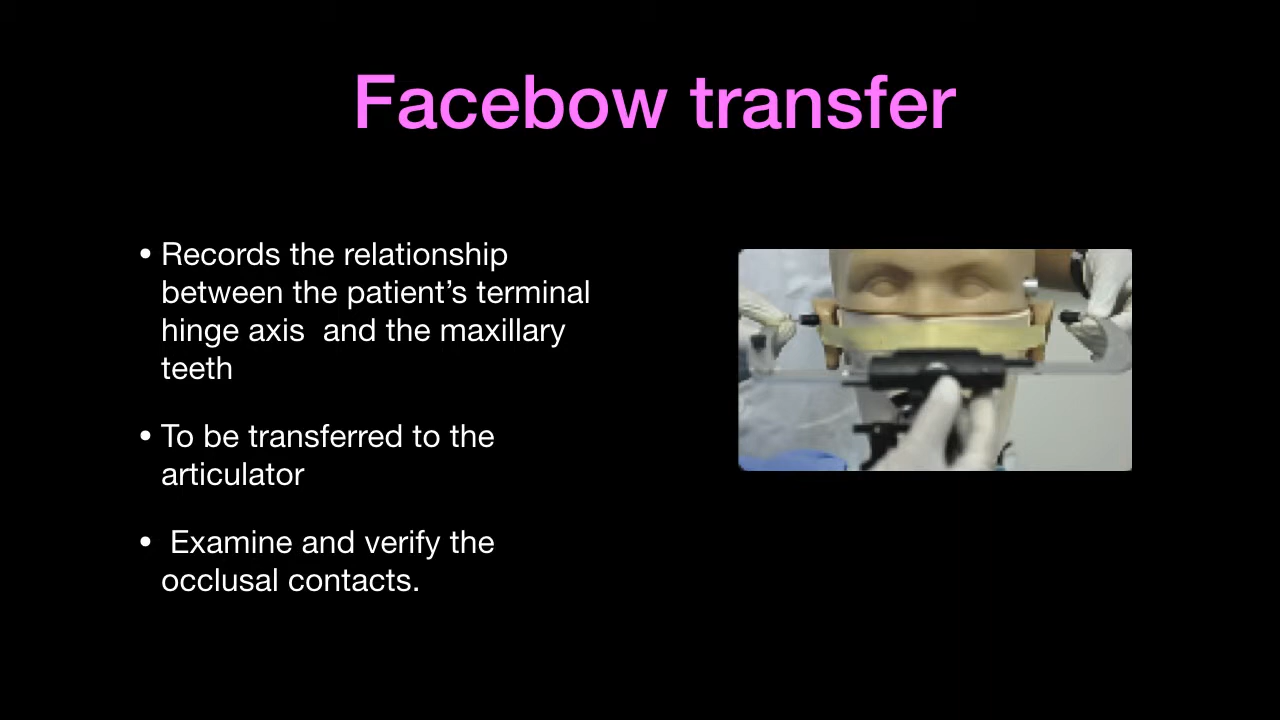 Facebow transfer
• Records the relationship
between the patient’s terminal
hinge axis  and the maxillary
teeth
• To be transferred to the
articulator
•  Examine and verify the
occlusal contacts.